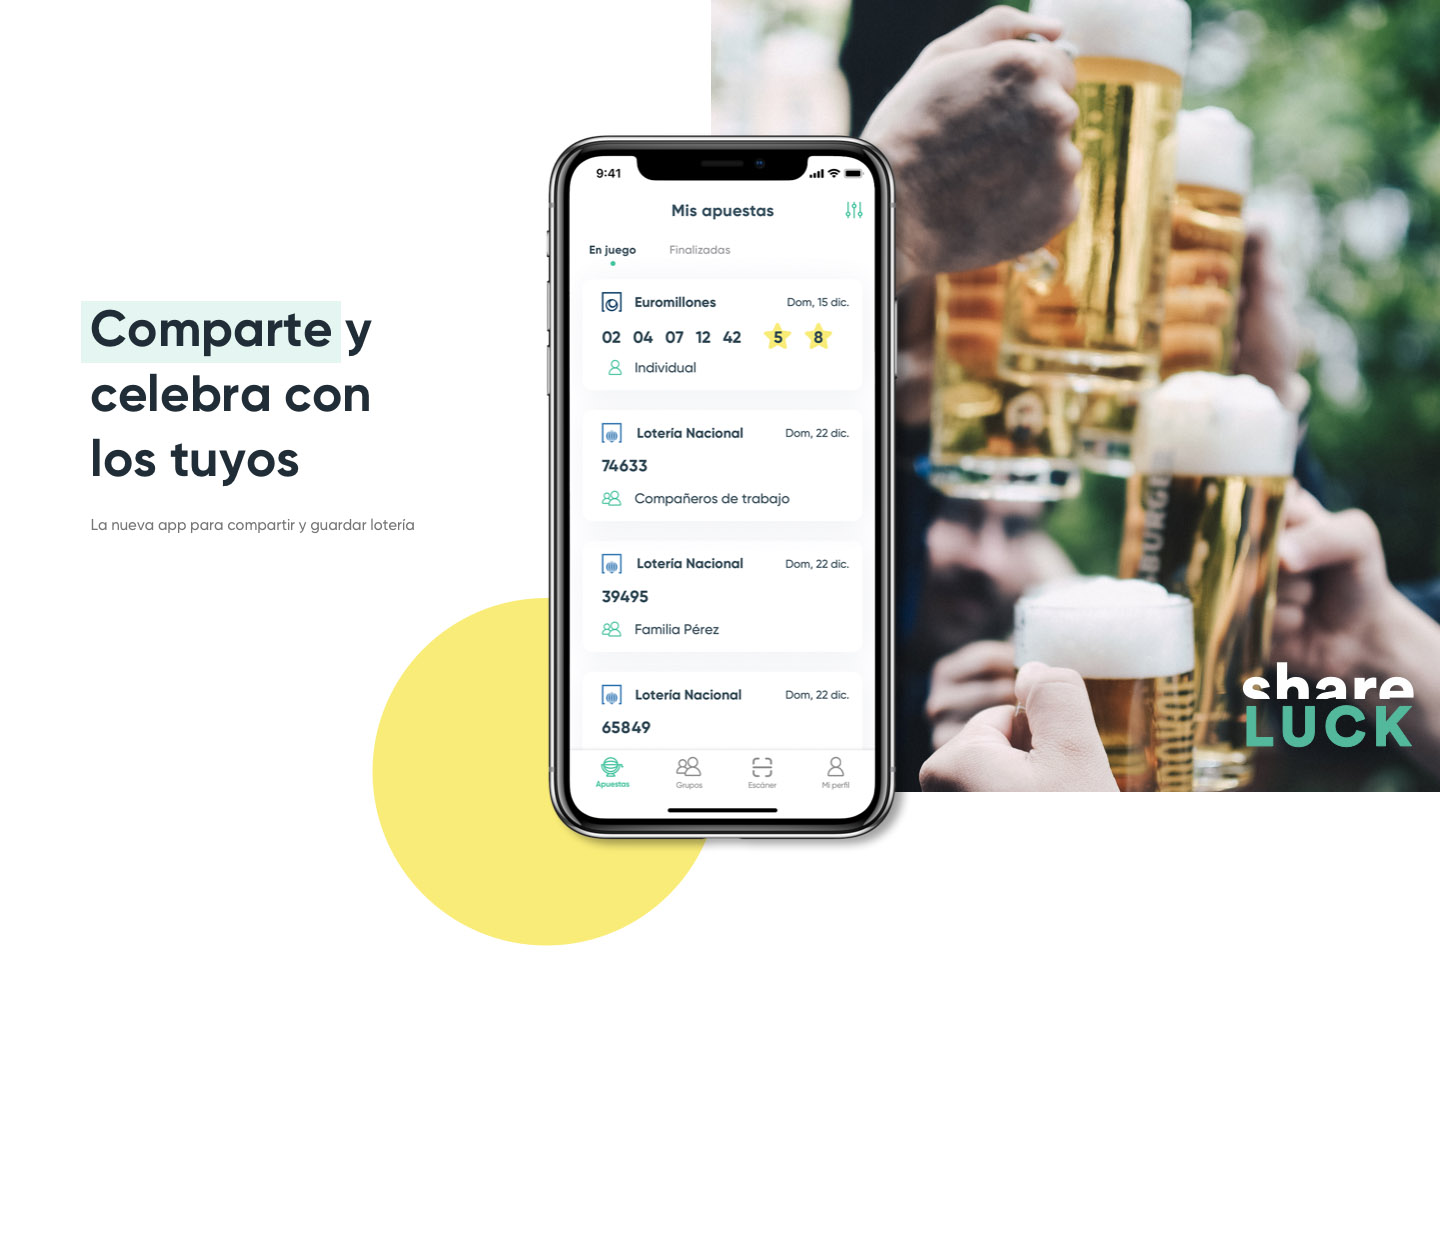 Comparte y
celebra con
los tuyos
La nueva app para compartir y guardar lotería
9:41
Mis apuestas
En juego Finalizadas
Euromillones Dom, 15 dic.
02 04 07 12 42 5 8
Individual
Lotería Nacional Dom, 22 dic.
74633
Compañeros de trabajo
Lotería Nacional Dom, 22 dic.
39495
Familia Pérez
Lotería Nacional Dom, 22 dic.
65849
Apuestas Grupos Escáner Mi perfil
share
LUCK